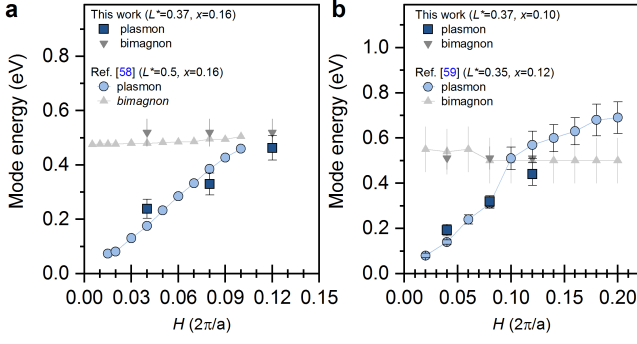 a
This work (L*=0.37, x=0.16)
plasmon
bimagnon
Ref. [58] (L*=0.5, x=0.16)
plasmon
bimagnon
Mode energy (eV)
0.8
0.6
0.4
0.2
0.0
0.00 0.03 0.06 0.09 0.12 0.15
H (2π/a)
b
This work (L*=0.37, x=0.10)
plasmon
bimagnon
Ref. [59] (L*=0.35, x=0.12)
plasmon
bimagnon
Mode energy (eV)
1.0
0.8
0.6
0.4
0.2
0.0
0.00 0.05 0.10 0.15 0.20
H (2π/a)